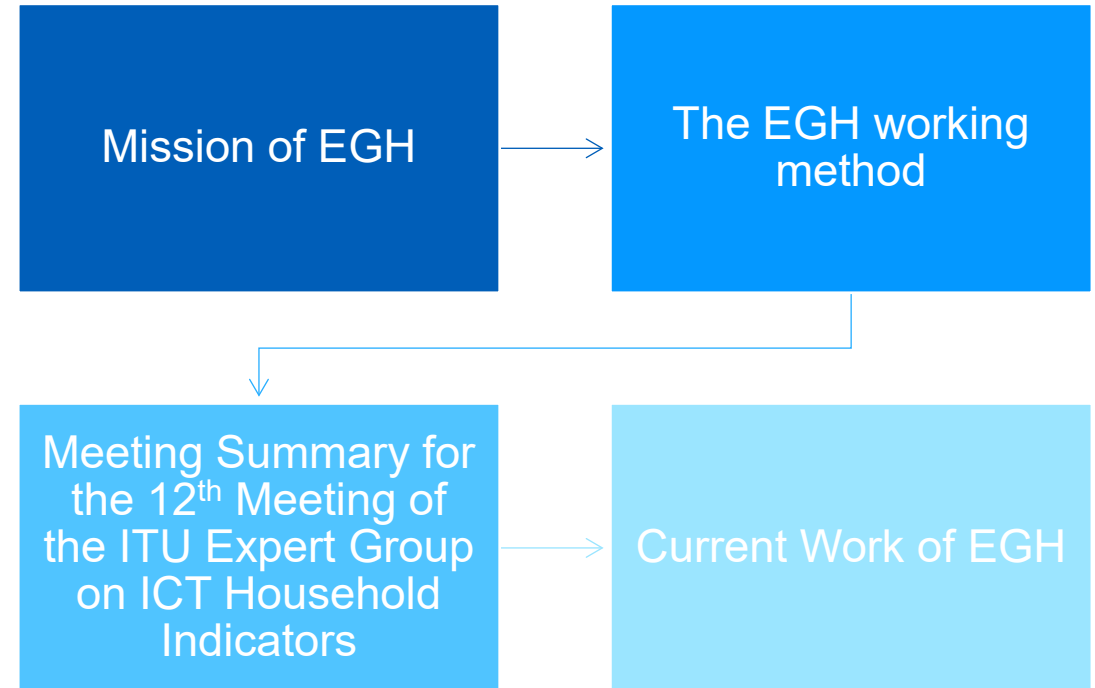 Mission of EGH
The EGH working
method
Meeting Summary for
the 12th Meeting of
the ITU Expert Group
on ICT Household
Indicators
Current Work of EGH